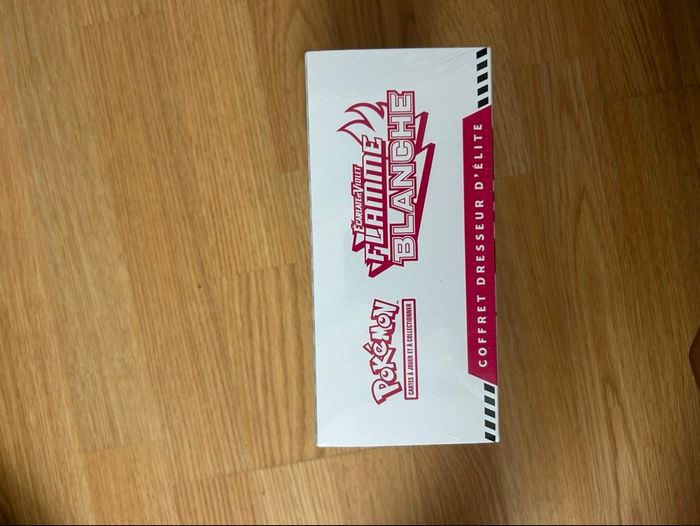 POKÉMON
CARTES À JOUER ET À COLLECTIONNER
ÉCARLATE ET VIOLET
FLAMME
BLANCHE
COFFRET DRESSEUR D'ÉLITE